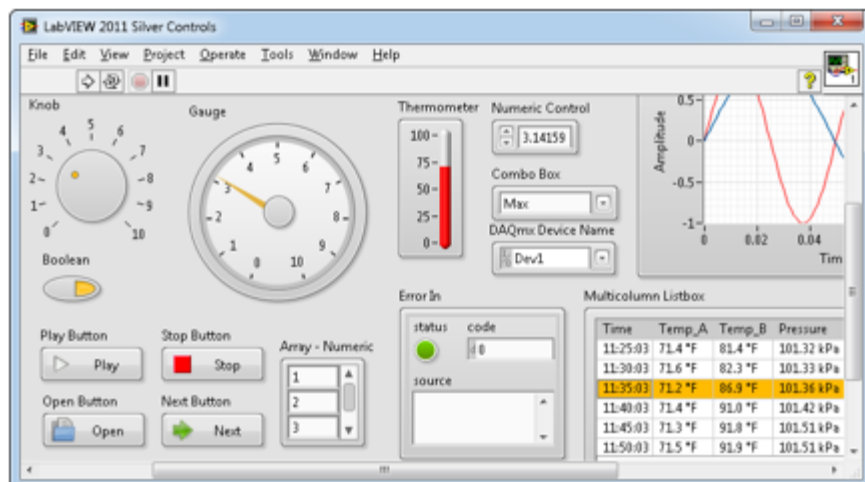 LabVIEW 2011 Silver Controls
File Edit View Project Operate Tools Window Help
Knob
0 1 2 3 4 5 6 7 8 9 10
Gauge
0 1 2 3 4 5 6 7 8 9 10
Thermometer
100
75
50
25
0
Numeric Control
3.14159
Combo Box
Max
DAQmx Device Name
Dev1
Amplitude
0.5
0
-0.5
-1
0 0.02 0.04
Tim
Boolean
Play Button
Play
Stop Button
Stop
Open Button
Open
Next Button
Next
Array - Numeric
1
2
3
Error In
status code
0
source
Multicolumn Listbox
Time Temp_A Temp_B Pressure
11:25:03 71.4 °F 81.4 °F 101.32 kPa
11:30:03 71.6 °F 82.3 °F 101.33 kPa
11:35:03 71.2 °F 86.9 °F 101.36 kPa
11:40:03 71.4 °F 91.0 °F 101.42 kPa
11:45:03 71.3 °F 91.8 °F 101.51 kPa
11:50:03 71.5 °F 91.9 °F 101.51 kPa